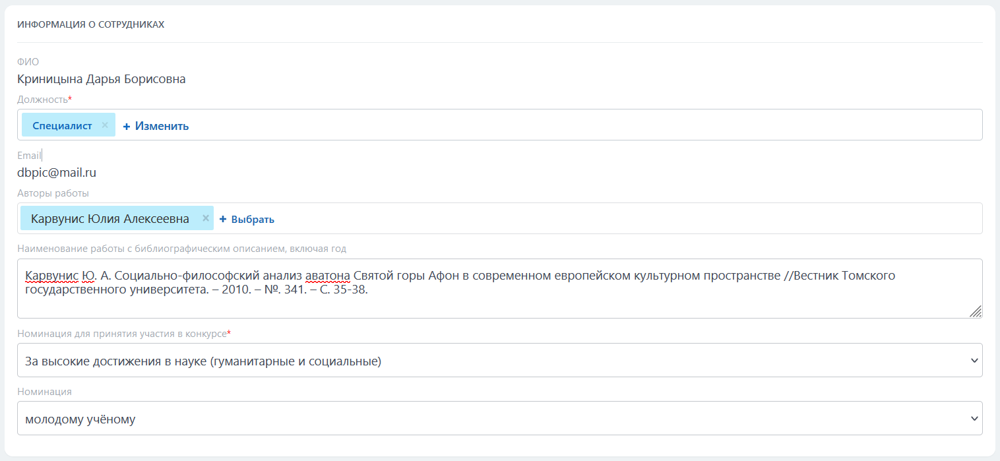 ИНФОРМАЦИЯ О СОТРУДНИКАХ
ФИО
Криницына Дарья Борисовна
Должность*
Специалист × + Изменить
Email
dbpic@mail.ru
Авторы работы
Карвунис Юлия Алексеевна × + Выбрать
Наименование работы с библиографическим описанием, включая год
Карвунис Ю. А. Социально-философский анализ аватона Святой горы Афон в современном европейском культурном пространстве //Вестник Томского
государственного университета. – 2010. – №. 341. – С. 35-38.
Номинация для принятия участия в конкурсе*
За высокие достижения в науке (гуманитарные и социальные)
Номинация
молодому учёному